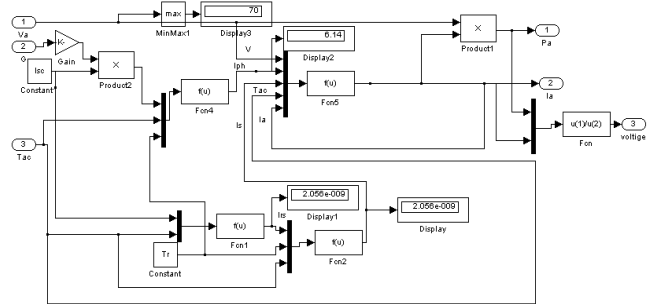 max
70
1
Va
MinMax1
Display3
Product1
1
Pa
2
G
-K-
Gain
V
6.14
Display2
Isc
Constant
Product2
Iph
f(u)
Fcn4
Tac
f(u)
Fcn5
2
Ia
Is
Ia
u(1)/u(2)
Fcn
3
voltige
3
Tac
2.056e-009
Display1
2.056e-009
Display
f(u)
Fcn1
Irs
f(u)
Fcn2
Tr
Constant